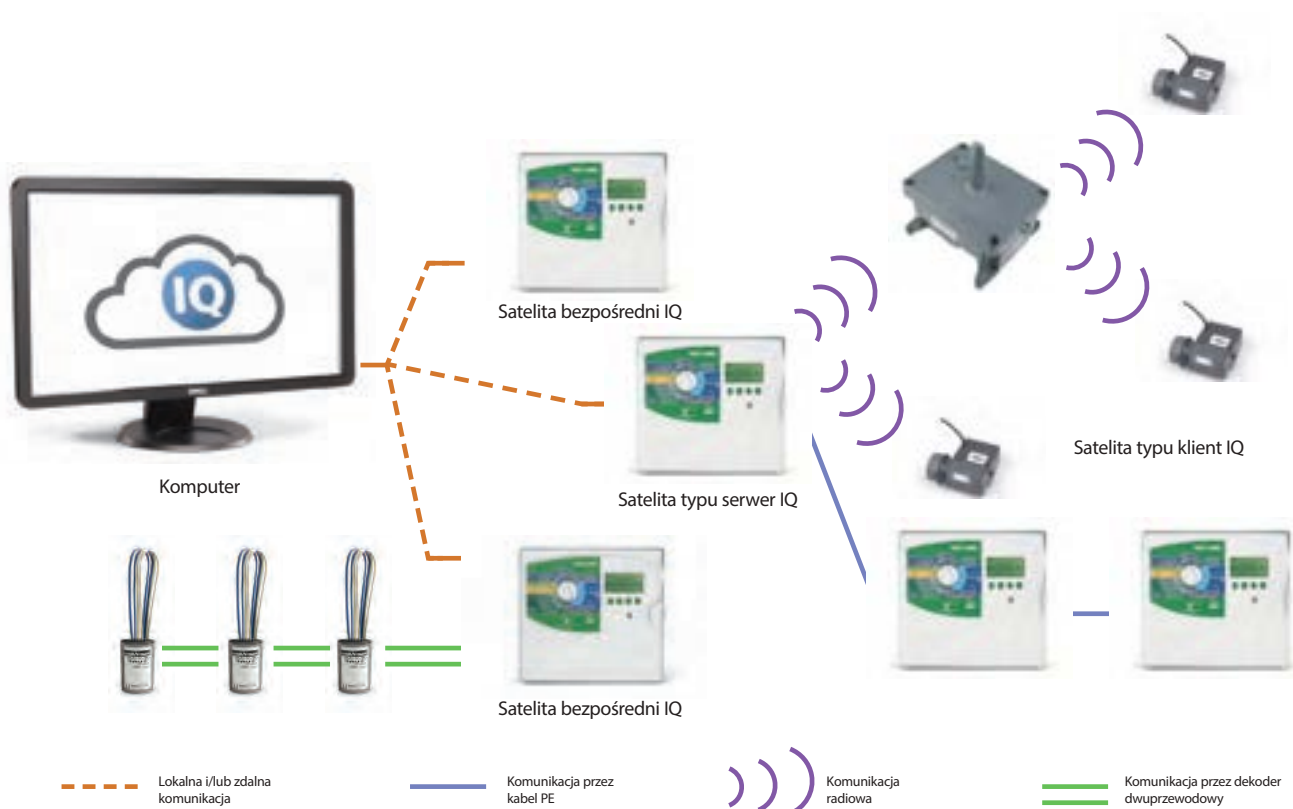 IQ
Satelita bezpośredni IQ
Komputer
Satelita typu serwer IQ
Satelita typu klient IQ
Satelita bezpośredni IQ
Lokalna i/lub zdalna
komunikacja
Komunikacja przez
kabel PE
Komunikacja
radiowa
Komunikacja przez dekoder
dwuprzewodowy